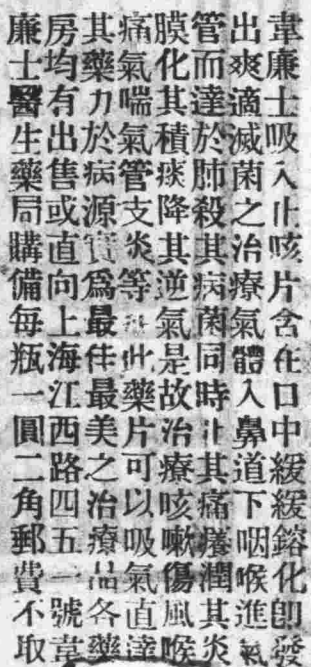 韋廉士吸入止咳片含在口中緩緩鎔化卽發
出爽適滅菌之治療氣體入鼻道下咽喉進氣
管而達於肺殺其病菌同時止其痛癢潤其炎
膜化其積痰降其逆氣是故治療咳嗽傷風喉
痛氣喘氣管支炎等此藥片可以吸氣直達
其藥力於病源實爲最佳最美之治療品各藥
房均有出售或直向上海江西路四五一號韋
廉士醫生藥局購備每瓶一圓二角郵費不取